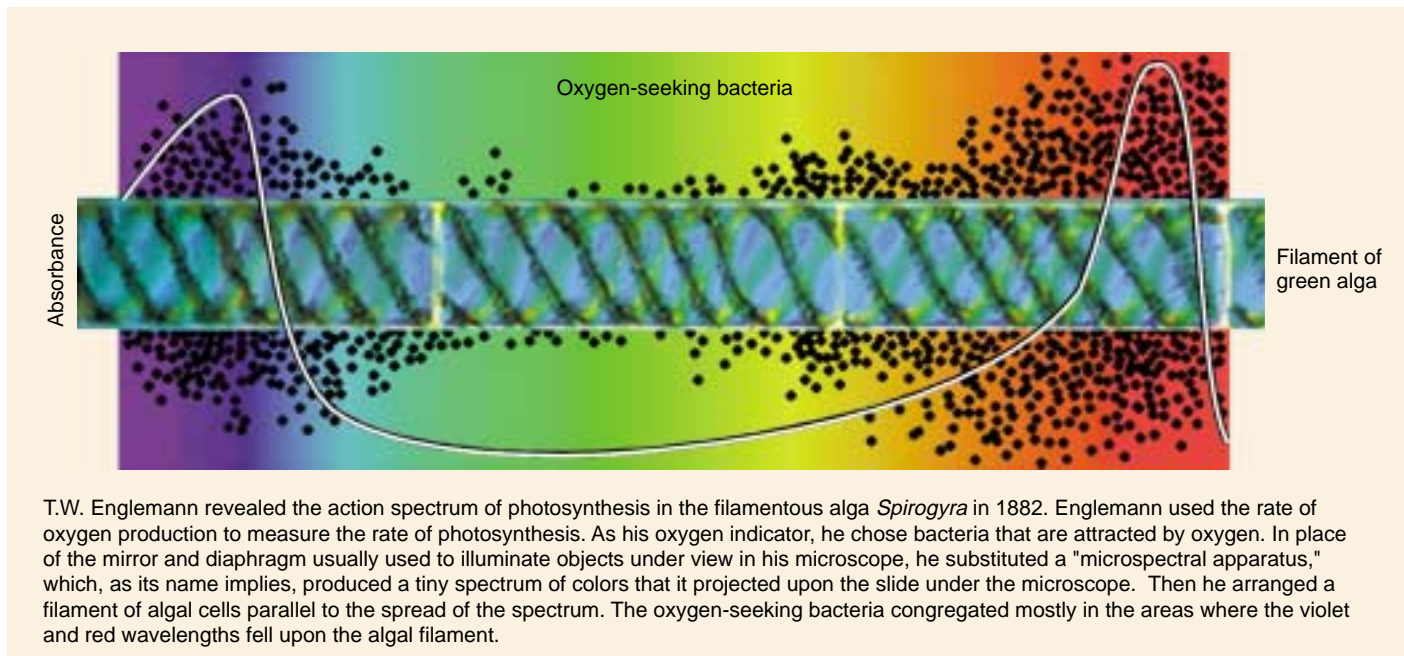 Oxygen-seeking bacteria
Absorbance
Filament of
green alga
T.W. Englemann revealed the action spectrum of photosynthesis in the filamentous alga Spirogyra in 1882. Englemann used the rate of
oxygen production to measure the rate of photosynthesis. As his oxygen indicator, he chose bacteria that are attracted by oxygen. In place
of the mirror and diaphragm usually used to illuminate objects under view in his microscope, he substituted a "microspectral apparatus,"
which, as its name implies, produced a tiny spectrum of colors that it projected upon the slide under the microscope. Then he arranged a
filament of algal cells parallel to the spread of the spectrum. The oxygen-seeking bacteria congregated mostly in the areas where the violet
and red wavelengths fell upon the algal filament.